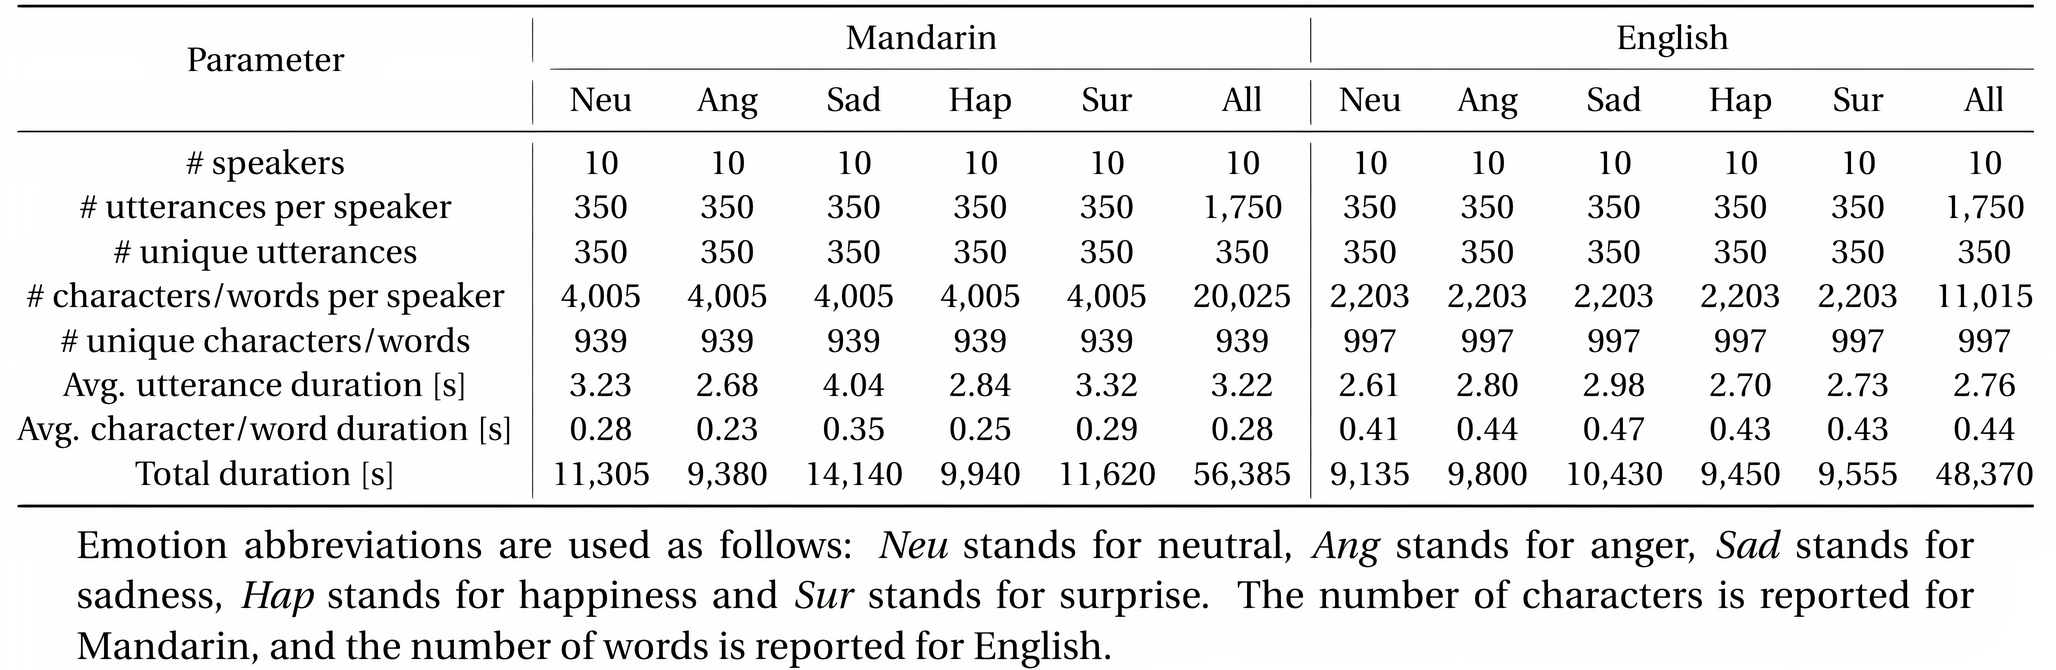 Parameter Mandarin English
Neu Ang Sad Hap Sur All Neu Ang Sad Hap Sur All
# speakers 10 10 10 10 10 10 10 10 10 10 10 10
# utterances per speaker 350 350 350 350 350 1,750 350 350 350 350 350 1,750
# unique utterances 350 350 350 350 350 350 350 350 350 350 350 350
# characters/words per speaker 4,005 4,005 4,005 4,005 4,005 20,025 2,203 2,203 2,203 2,203 2,203 11,015
# unique characters/words 939 939 939 939 939 939 997 997 997 997 997 997
Avg. utterance duration [s] 3.23 2.68 4.04 2.84 3.32 3.22 2.61 2.80 2.98 2.70 2.73 2.76
Avg. character/word duration [s] 0.28 0.23 0.35 0.25 0.29 0.28 0.41 0.44 0.47 0.43 0.43 0.44
Total duration [s] 11,305 9,380 14,140 9,940 11,620 56,385 9,135 9,800 10,430 9,450 9,555 48,370
Emotion abbreviations are used as follows: Neu stands for neutral, Ang stands for anger, Sad stands for
sadness, Hap stands for happiness and Sur stands for surprise. The number of characters is reported for
Mandarin, and the number of words is reported for English.